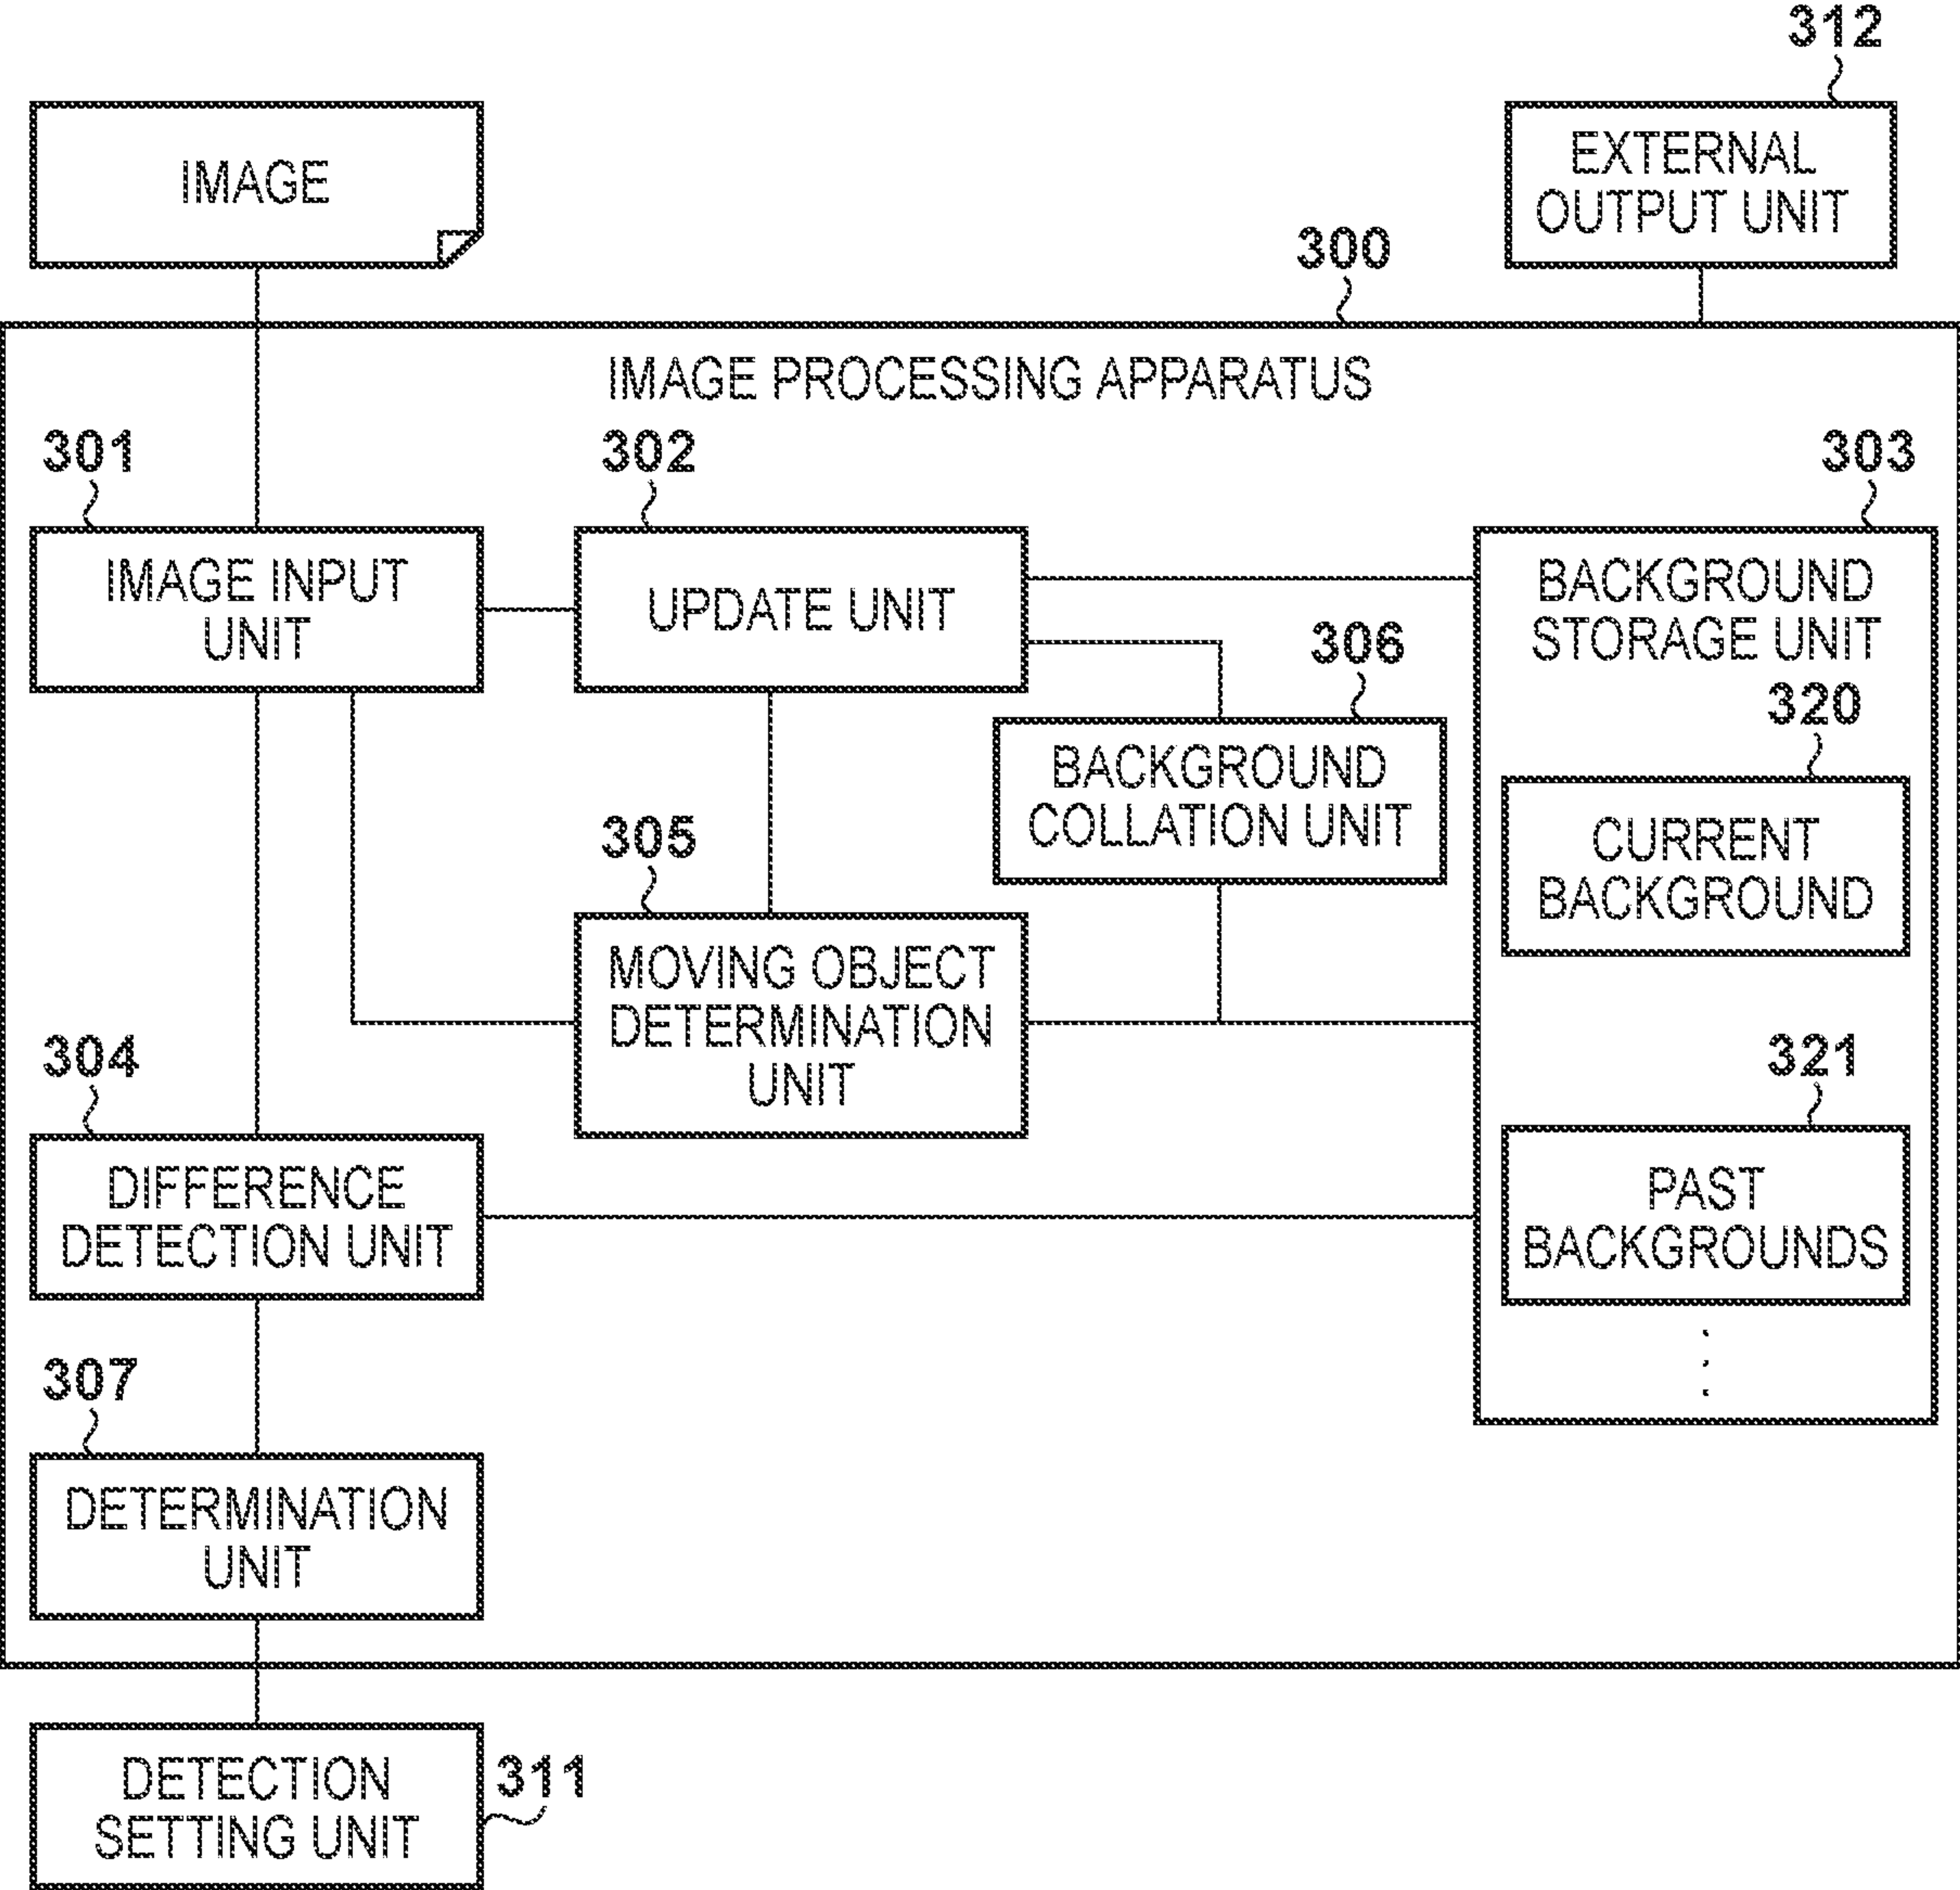 312
IMAGE
EXTERNAL
OUTPUT UNIT
300
IMAGE PROCESSING APPARATUS
301
IMAGE INPUT
UNIT
302
UPDATE UNIT
303
BACKGROUND
STORAGE UNIT
306
BACKGROUND
COLLATION UNIT
320
CURRENT
BACKGROUND
305
MOVING OBJECT
DETERMINATION
UNIT
321
PAST
BACKGROUNDS
304
DIFFERENCE
DETECTION UNIT
307
DETERMINATION
UNIT
DETECTION
SETTING UNIT
311